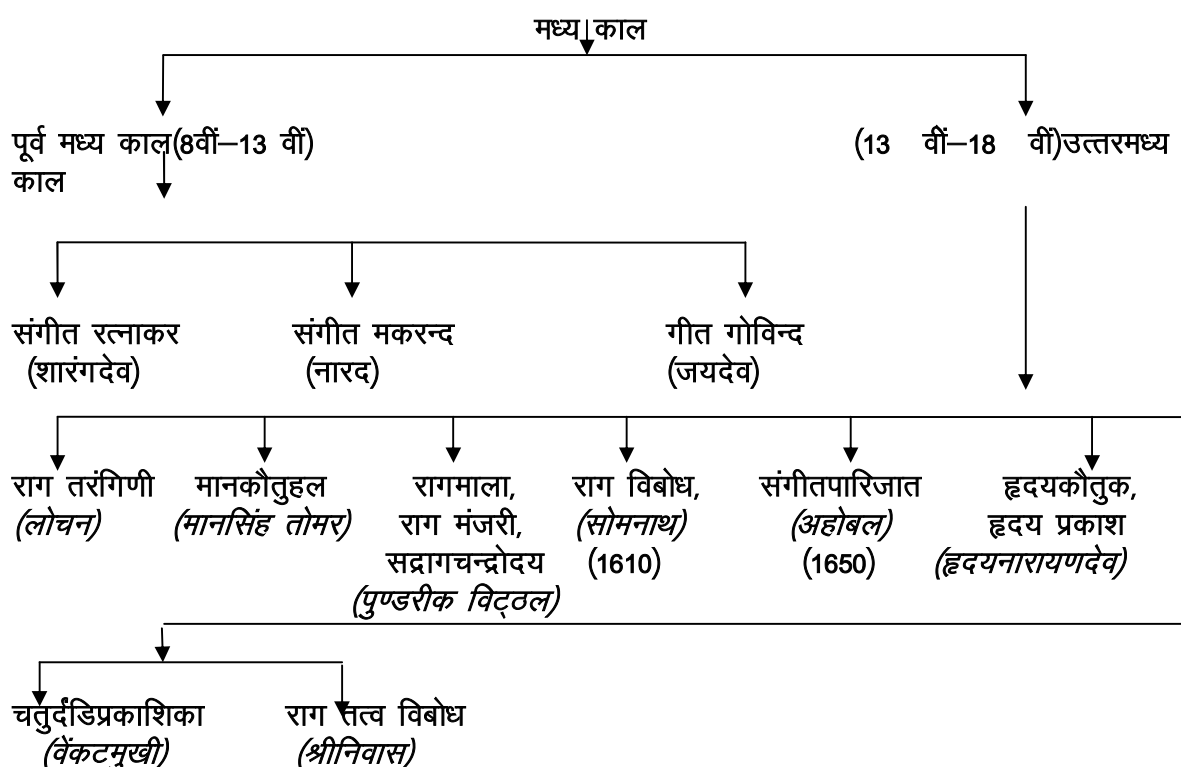 मध्य काल
पूर्व मध्य काल(8वीं–13 वीं) (13 वीं–18 वीं)उत्तरमध्य
काल
संगीत रत्नाकर संगीत मकरन्द गीत गोविन्द
(शारंगदेव) (नारद) (जयदेव)
राग तरंगिणी मानकौतुहल रागमाला, राग विबोध, संगीतपारिजात हृदयकौतुक,
(लोचन) (मानसिंह तोमर) राग मंजरी, (सोमनाथ) (अहोबल) हृदय प्रकाश
सद्रागचन्द्रोदय (1610) (1650) (हृदयनारायणदेव)
(पुण्डरीक विट्ठल)
चतुर्दंडिप्रकाशिका राग तत्व विबोध
(वेंकटमुखी) (श्रीनिवास)